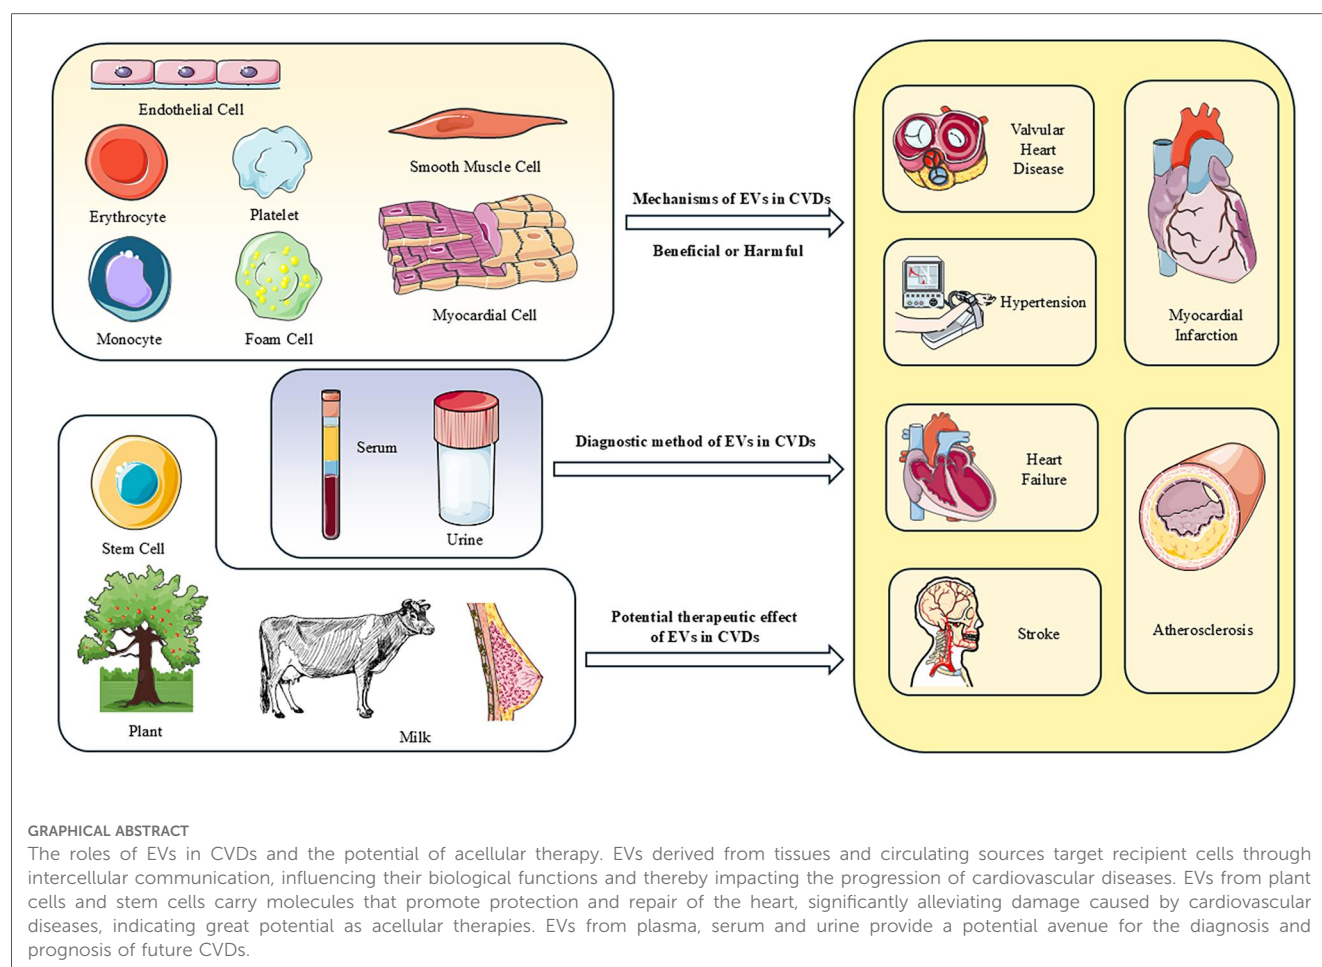 Endothelial Cell
Erythrocyte
Platelet
Smooth Muscle Cell
Monocyte
Foam Cell
Myocardial Cell
Mechanisms of EVs in CVDs
Beneficial or Harmful
Serum
Urine
Diagnostic method of EVs in CVDs
Stem Cell
Plant
Milk
Potential therapeutic effect
of EVs in CVDs
Valvular
Heart
Disease
Hypertension
Myocardial
Infarction
Heart
Failure
Stroke
Atherosclerosis
GRAPHICAL ABSTRACT
The roles of EVs in CVDs and the potential of acellular therapy. EVs derived from tissues and circulating sources target recipient cells through
intercellular communication, influencing their biological functions and thereby impacting the progression of cardiovascular diseases. EVs from plant
cells and stem cells carry molecules that promote protection and repair of the heart, significantly alleviating damage caused by cardiovascular
diseases, indicating great potential as acellular therapies. EVs from plasma, serum and urine provide a potential avenue for the diagnosis and
prognosis of future CVDs.